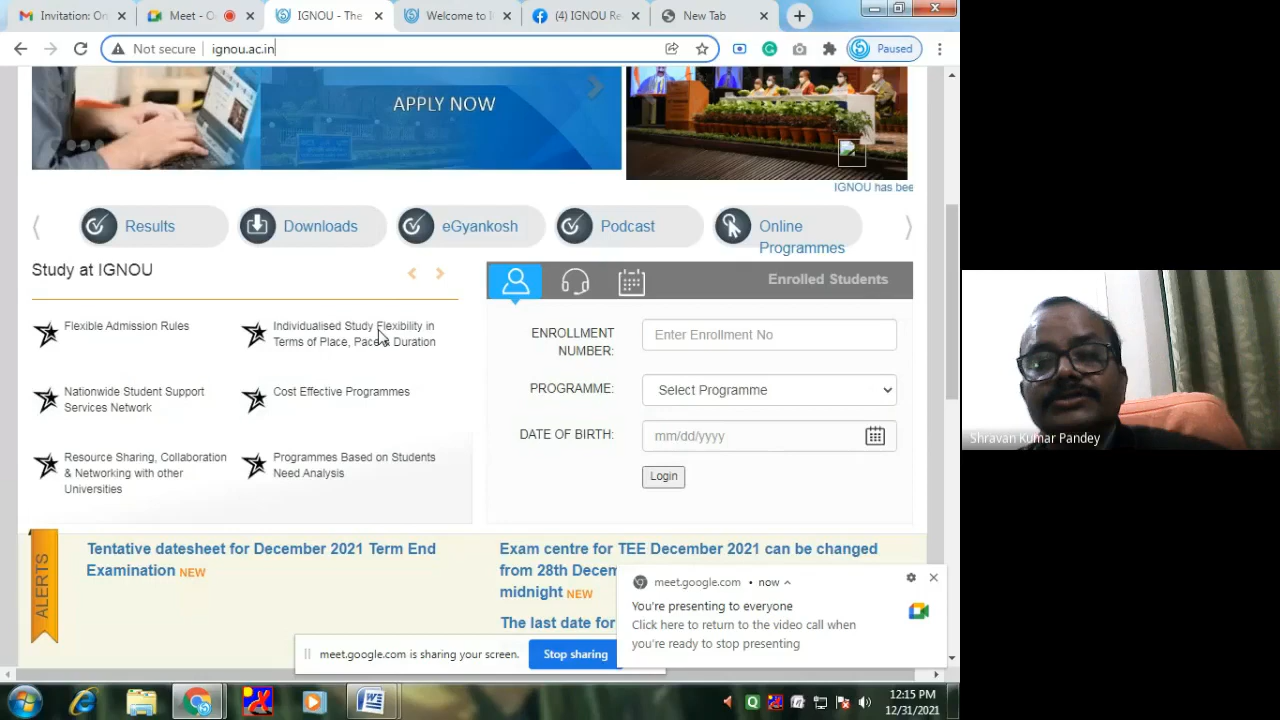 Invitation: On
Meet - C
IGNOU - The
Welcome to I
(4) IGNOU Re
New Tab
Not secure
ignou.ac.in
Paused
APPLY NOW
IGNOU has bee
Results
Downloads
eGyankosh
Podcast
Online
Programmes
Study at IGNOU
Enrolled Students
Flexible Admission Rules
Individualised Study Flexibility in
Terms of Place, Pace & Duration
Nationwide Student Support
Services Network
Cost Effective Programmes
Resource Sharing, Collaboration
& Networking with other
Universities
Programmes Based on Students
Need Analysis
ENROLLMENT
NUMBER:
Enter Enrollment No
PROGRAMME:
Select Programme
DATE OF BIRTH:
mm/dd/yyyy
Login
Shravan Kumar Pandey
ALERTS
Tentative datesheet for December 2021 Term End
Examination NEW
Exam centre for TEE December 2021 can be changed
from 28th Decem
midnight NEW
The last date for
meet.google.com • now
You're presenting to everyone
Click here to return to the video call when
you're ready to stop presenting
meet.google.com is sharing your screen.
Stop sharing
12:15 PM
12/31/2021